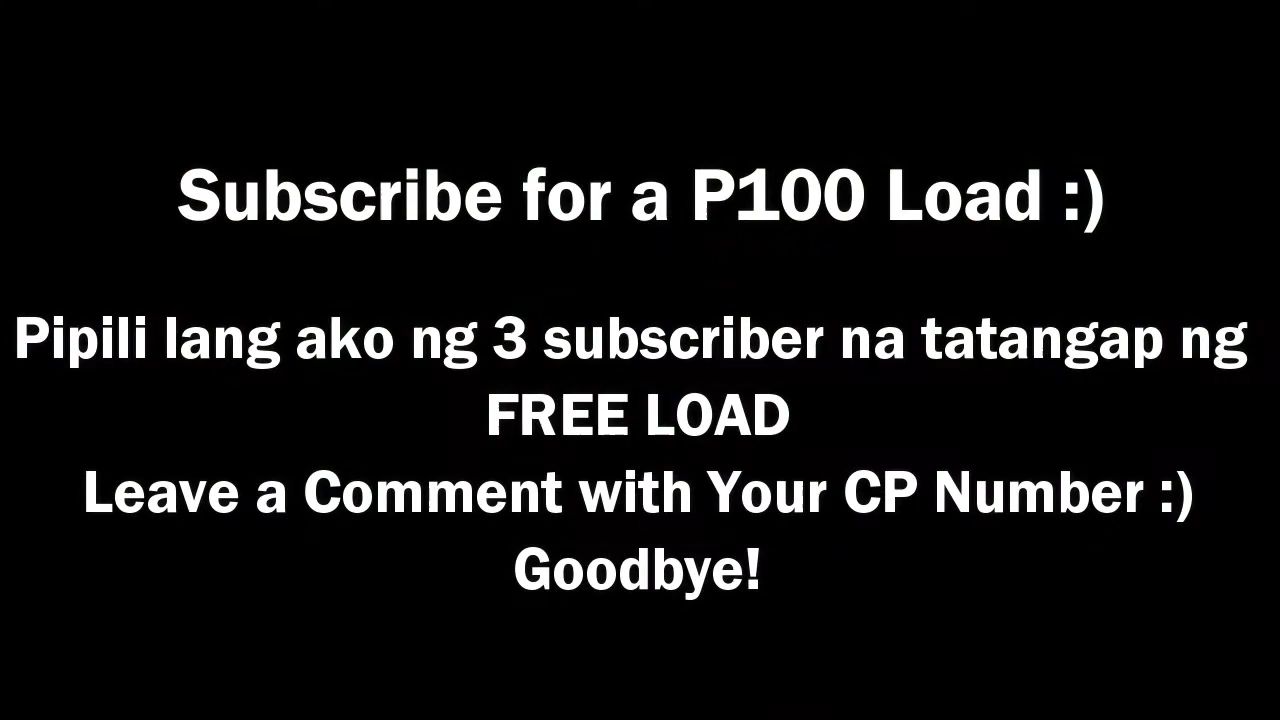 Subscribe for a P100 Load :)
Pipili lang ako ng 3 subscriber na tatangap ng
FREE LOAD
Leave a Comment with Your CP Number :)
Goodbye!